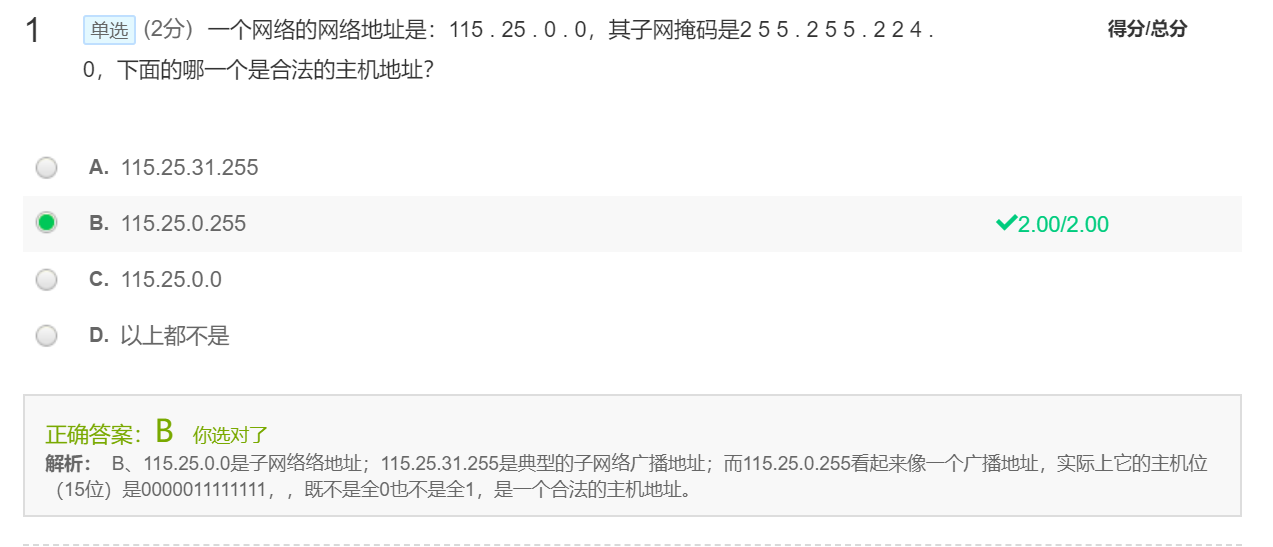 1 单选 (2分) 一个网络的网络地址是：115 . 25 . 0 . 0，其子网掩码是2 5 5 . 2 5 5 . 2 2 4 . 得分/总分
0，下面的哪一个是合法的主机地址?
A. 115.25.31.255
B. 115.25.0.255 2.00/2.00
C. 115.25.0.0
D. 以上都不是
正确答案：B 你选对了
解析： B、115.25.0.0是子网络络地址；115.25.31.255是典型的子网络广播地址；而115.25.0.255看起来像一个广播地址，实际上它的主机位
（15位）是0000011111111，，既不是全0也不是全1，是一个合法的主机地址。